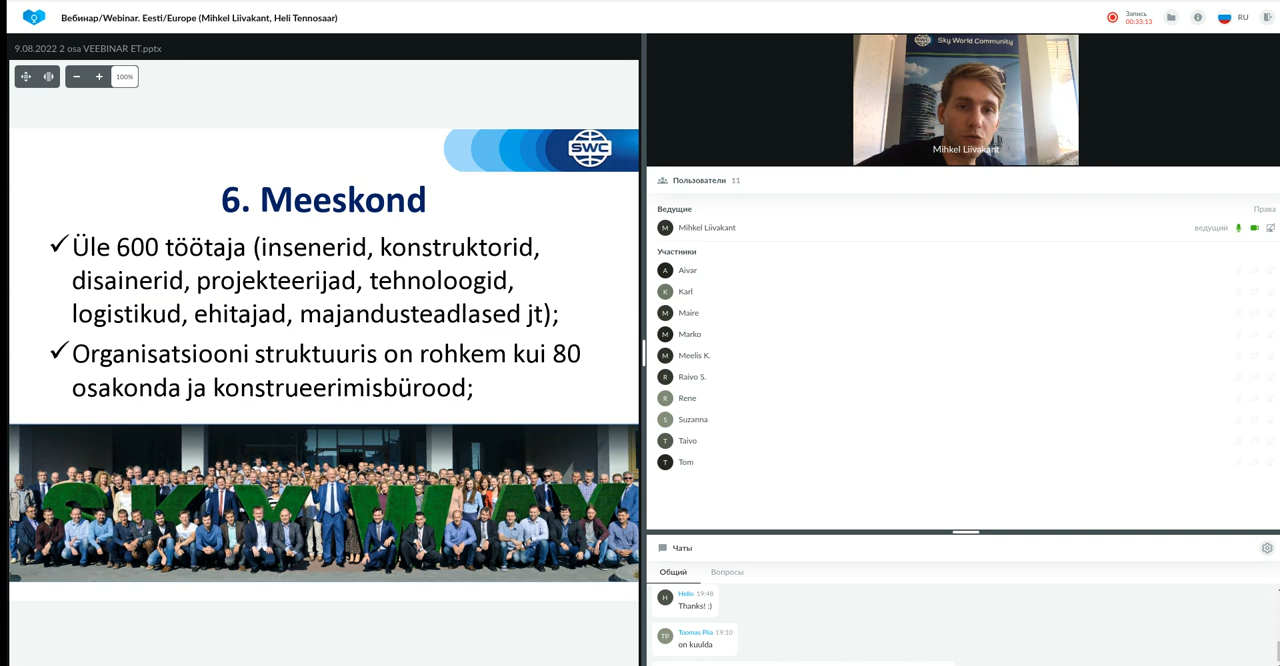 Вебинар/Webinar. Eesti/Europe (Mihkel Liivakant, Heli Tennosaar)
Запись
00:33:13
RU
9.08.2022 2 osa VEEBINAR ET.pptx
100%
SWC
6. Meeskond
Üle 600 töötaja (insenerid, konstruktorid,
disainerid, projekteerijad, tehnoloogid,
logistikud, ehitajad, majandusteadlased jt);
Organisatsiooni struktuuris on rohkem kui 80
osakonda ja konstrueerimisbürood;
SKYWAY
Sky World Community
Mihkel Liivakant
Пользователи 11
Ведущие
Права
M Mihkel Liivakant
ведущий
Участники
A Aivar
K Karl
M Maire
M Marko
M Meelis K.
R Raivo S.
R Rene
S Suzanna
T Taivo
T Tom
Чаты
Общий
Вопросы
H Hello 19:48
Thanks! :)
TP Toomas Piia 19:10
on kuulda